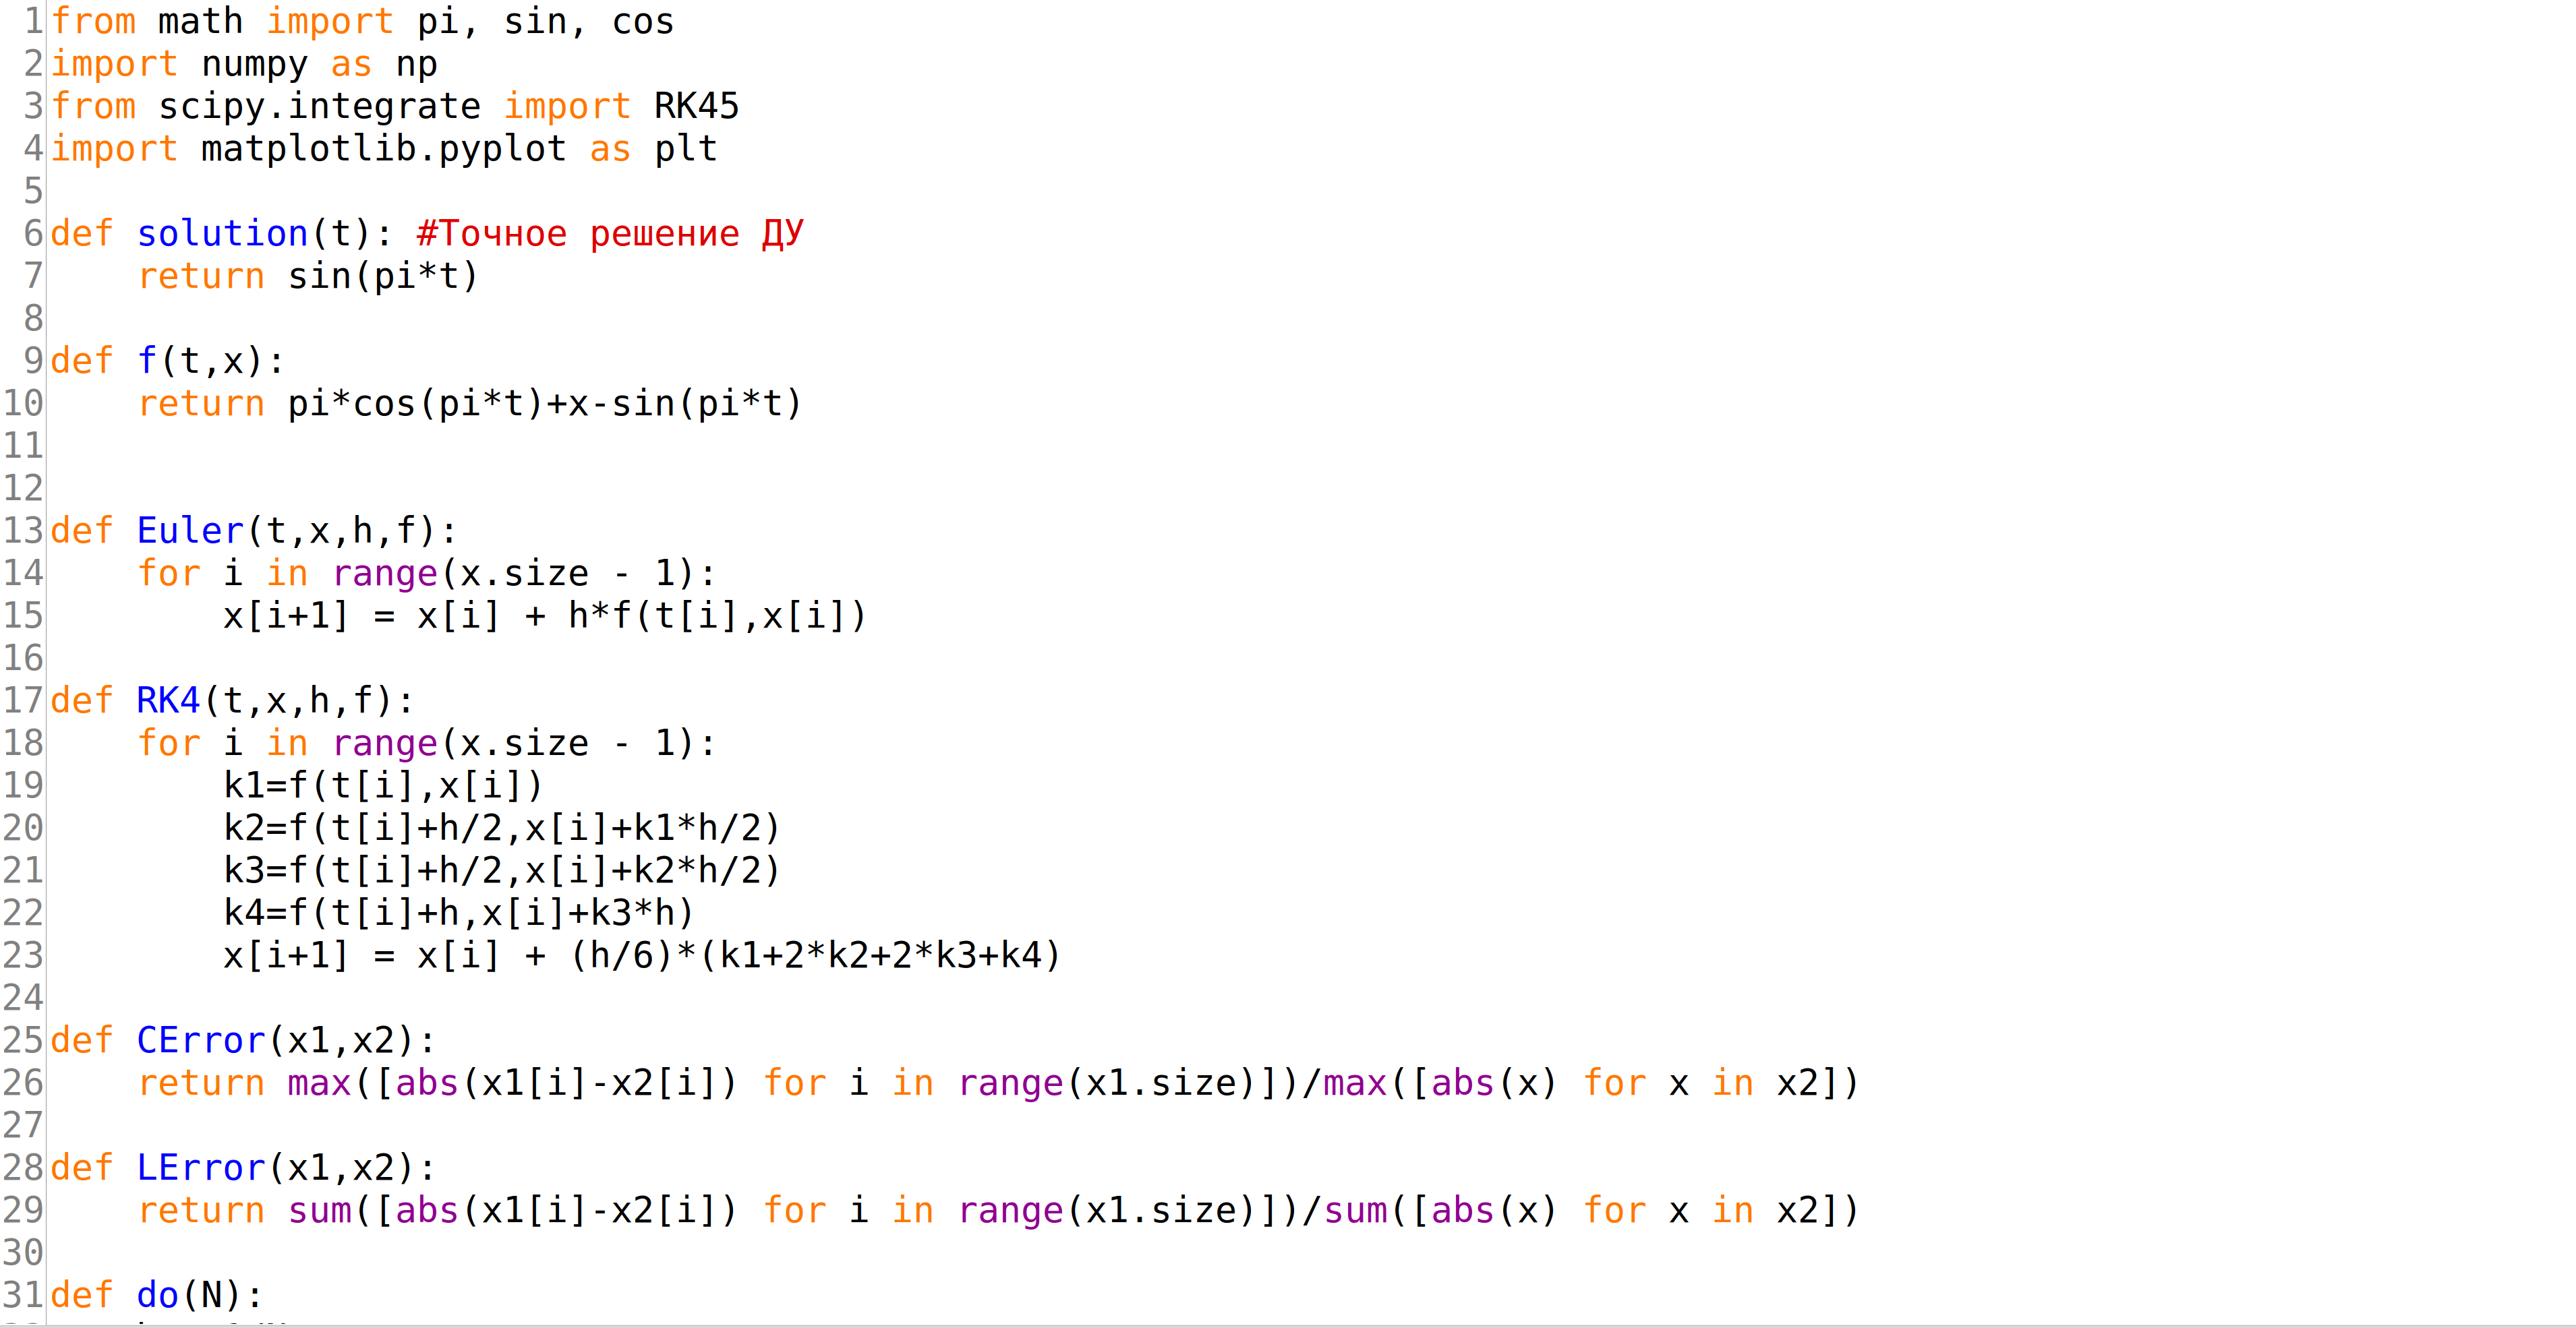 1 from math import pi, sin, cos
2 import numpy as np
3 from scipy.integrate import RK45
4 import matplotlib.pyplot as plt
5
6 def solution(t): #Точное решение ДУ
7     return sin(pi*t)
8
9 def f(t,x):
10     return pi*cos(pi*t)+x-sin(pi*t)
11
12
13 def Euler(t,x,h,f):
14     for i in range(x.size - 1):
15         x[i+1] = x[i] + h*f(t[i],x[i])
16
17 def RK4(t,x,h,f):
18     for i in range(x.size - 1):
19         k1=f(t[i],x[i])
20         k2=f(t[i]+h/2,x[i]+k1*h/2)
21         k3=f(t[i]+h/2,x[i]+k2*h/2)
22         k4=f(t[i]+h,x[i]+k3*h)
23         x[i+1] = x[i] + (h/6)*(k1+2*k2+2*k3+k4)
24
25 def CError(x1,x2):
26     return max([abs(x1[i]-x2[i]) for i in range(x1.size)])/max([abs(x) for x in x2])
27
28 def LError(x1,x2):
29     return sum([abs(x1[i]-x2[i]) for i in range(x1.size)])/sum([abs(x) for x in x2])
30
31 def do(N):